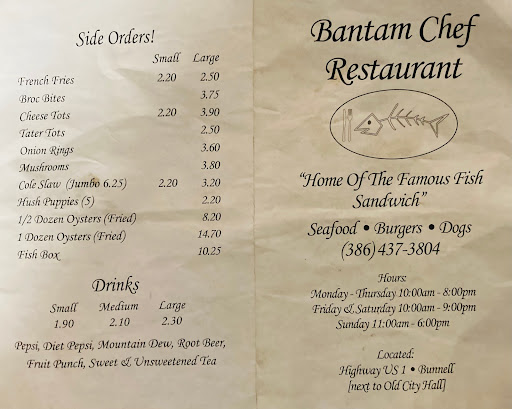 Side Orders!
Small Large
French Fries 2.20 2.50
Broc Bites 3.75
Cheese Tots 2.20 3.90
Tater Tots 2.50
Onion Rings 3.60
Mushrooms 3.80
Cole Slaw (Jumbo 6.25) 2.20 3.20
Hush Puppies (5) 2.20
1/2 Dozen Oysters (Fried) 8.20
1 Dozen Oysters (Fried) 14.70
Fish Box 10.25
Drinks
Small Medium Large
1.90 2.10 2.30
Pepsi, Diet Pepsi, Mountain Dew, Root Beer,
Fruit Punch, Sweet & Unsweetened Tea
Bantam Chef
Restaurant
"Home Of The Famous Fish
Sandwich"
Seafood • Burgers • Dogs
(386) 437-3804
Hours:
Monday - Thursday 10:00am - 8:00pm
Friday & Saturday 10:00am - 9:00pm
Sunday 11:00am - 6:00pm
Located:
Highway US 1 • Bunnell
[next to Old City Hall]